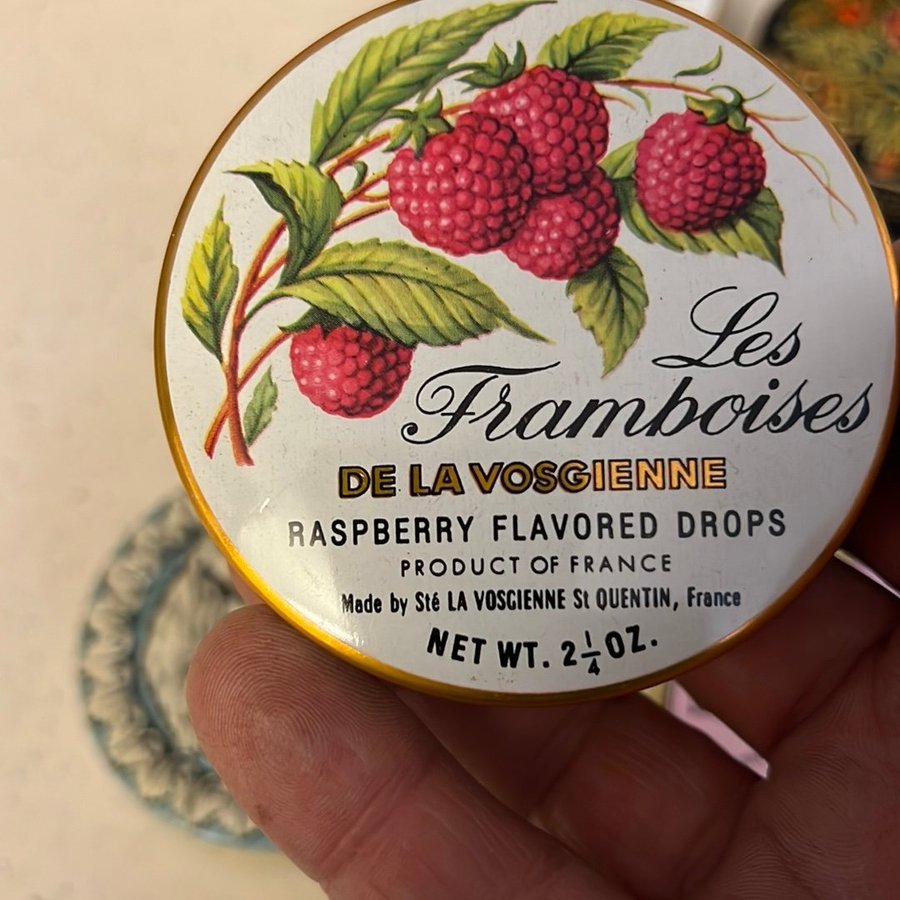 Les
Framboises
DE LA VOSGIENNE
RASPBERRY FLAVORED DROPS
PRODUCT OF FRANCE
Made by Sté LA VOSGIENNE St QUENTIN, France
NET WT. 2 1/4 OZ.